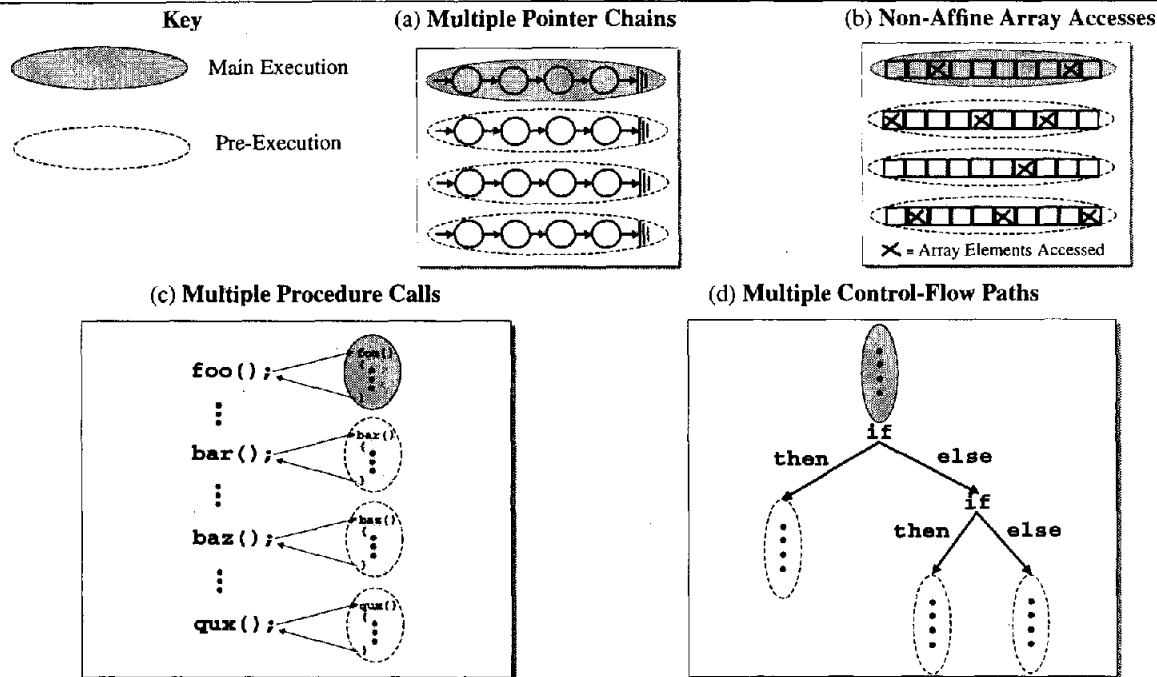 Key
Main Execution
Pre-Execution
(a) Multiple Pointer Chains
(b) Non-Affine Array Accesses
X = Array Elements Accessed
(c) Multiple Procedure Calls
foo();
foo()
{
}
bar();
bar()
{
}
baz();
baz()
{
}
qux();
qux()
{
}
(d) Multiple Control-Flow Paths
if
then
else
if
then
else